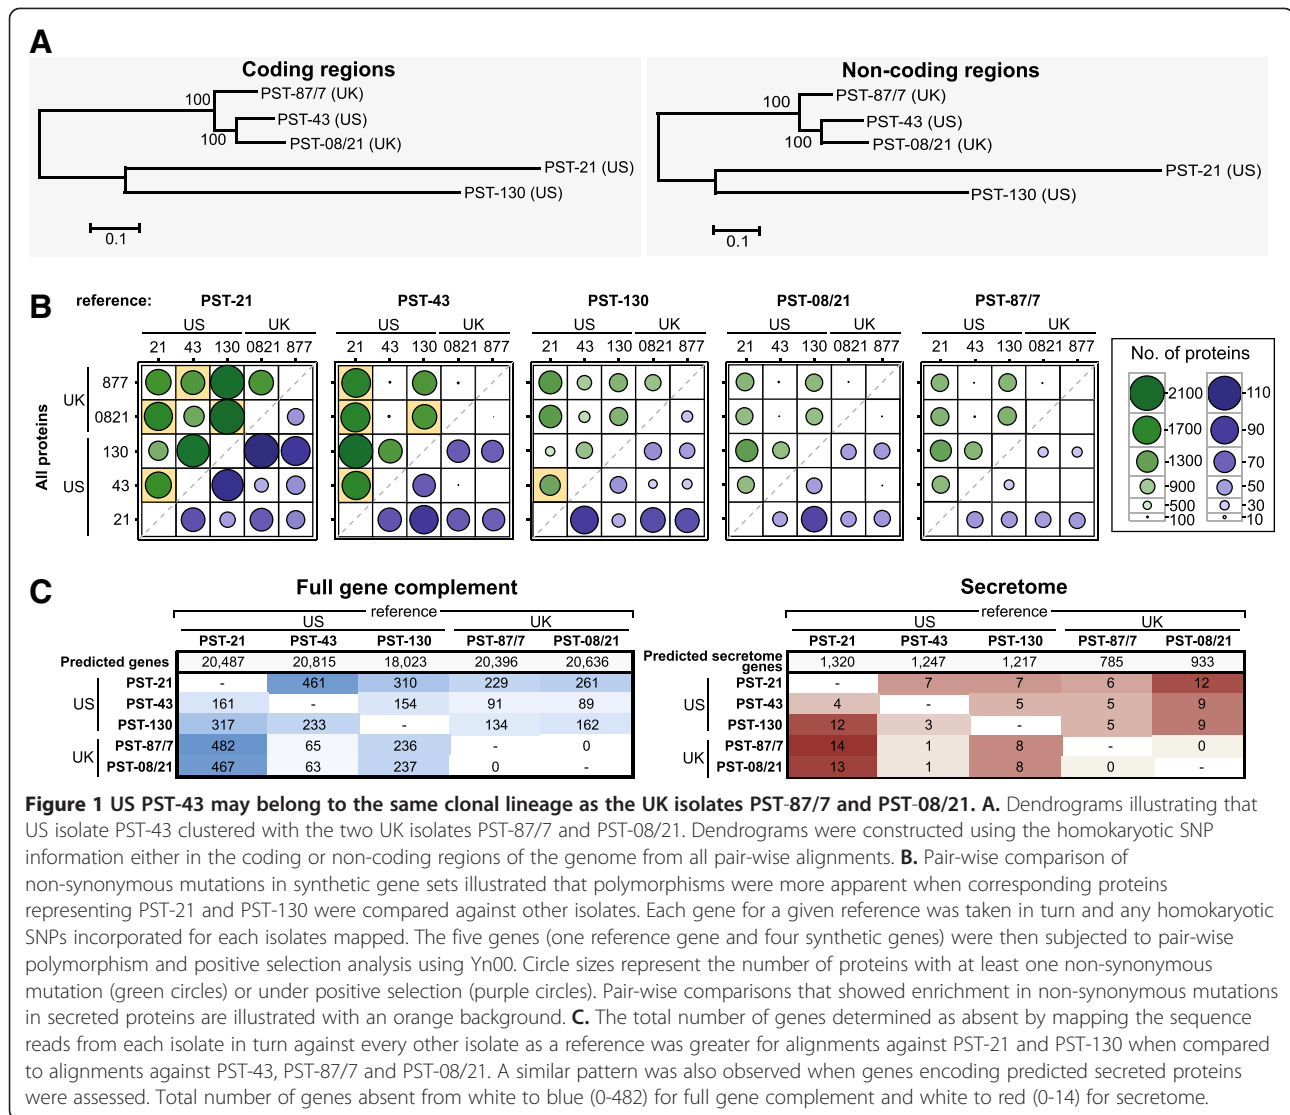 A
Coding regions
100
PST-87/7 (UK)
PST-43 (US)
100
PST-08/21 (UK)
PST-21 (US)
PST-130 (US)
0.1
Non-coding regions
100
PST-87/7 (UK)
PST-43 (US)
100
PST-08/21 (UK)
PST-21 (US)
PST-130 (US)
0.1
B
reference: PST-21 PST-43 PST-130 PST-08/21 PST-87/7
US UK US UK US UK US UK US UK
21 43 130 0821 877 21 43 130 0821 877 21 43 130 0821 877 21 43 130 0821 877 21 43 130 0821 877
All proteins
UK
877
0821
US
130
43
21
No. of proteins
2100 110
1700 90
1300 70
900 50
500 30
100 10
C
Full gene complement
reference
US UK
PST-21 PST-43 PST-130 PST-87/7 PST-08/21
Predicted genes 20,487 20,815 18,023 20,396 20,636
US
PST-21 - 461 310 229 261
PST-43 161 - 154 91 89
PST-130 317 233 - 134 162
UK
PST-87/7 482 65 236 - 0
PST-08/21 467 63 237 0 -
Secretome
reference
US UK
PST-21 PST-43 PST-130 PST-87/7 PST-08/21
Predicted secretome genes 1,320 1,247 1,217 785 933
US
PST-21 - 7 7 6 12
PST-43 4 - 5 5 9
PST-130 12 3 - 5 9
UK
PST-87/7 14 1 8 - 0
PST-08/21 13 1 8 0 -
Figure 1 US PST-43 may belong to the same clonal lineage as the UK isolates PST-87/7 and PST-08/21. A. Dendrograms illustrating that
US isolate PST-43 clustered with the two UK isolates PST-87/7 and PST-08/21. Dendrograms were constructed using the homokaryotic SNP
information either in the coding or non-coding regions of the genome from all pair-wise alignments. B. Pair-wise comparison of
non-synonymous mutations in synthetic gene sets illustrated that polymorphisms were more apparent when corresponding proteins
representing PST-21 and PST-130 were compared against other isolates. Each gene for a given reference was taken in turn and any homokaryotic
SNPs incorporated for each isolates mapped. The five genes (one reference gene and four synthetic genes) were then subjected to pair-wise
polymorphism and positive selection analysis using Yn00. Circle sizes represent the number of proteins with at least one non-synonymous
mutation (green circles) or under positive selection (purple circles). Pair-wise comparisons that showed enrichment in non-synonymous mutations
in secreted proteins are illustrated with an orange background. C. The total number of genes determined as absent by mapping the sequence
reads from each isolate in turn against every other isolate as a reference was greater for alignments against PST-21 and PST-130 when compared
to alignments against PST-43, PST-87/7 and PST-08/21. A similar pattern was also observed when genes encoding predicted secreted proteins
were assessed. Total number of genes absent from white to blue (0-482) for full gene complement and white to red (0-14) for secretome.